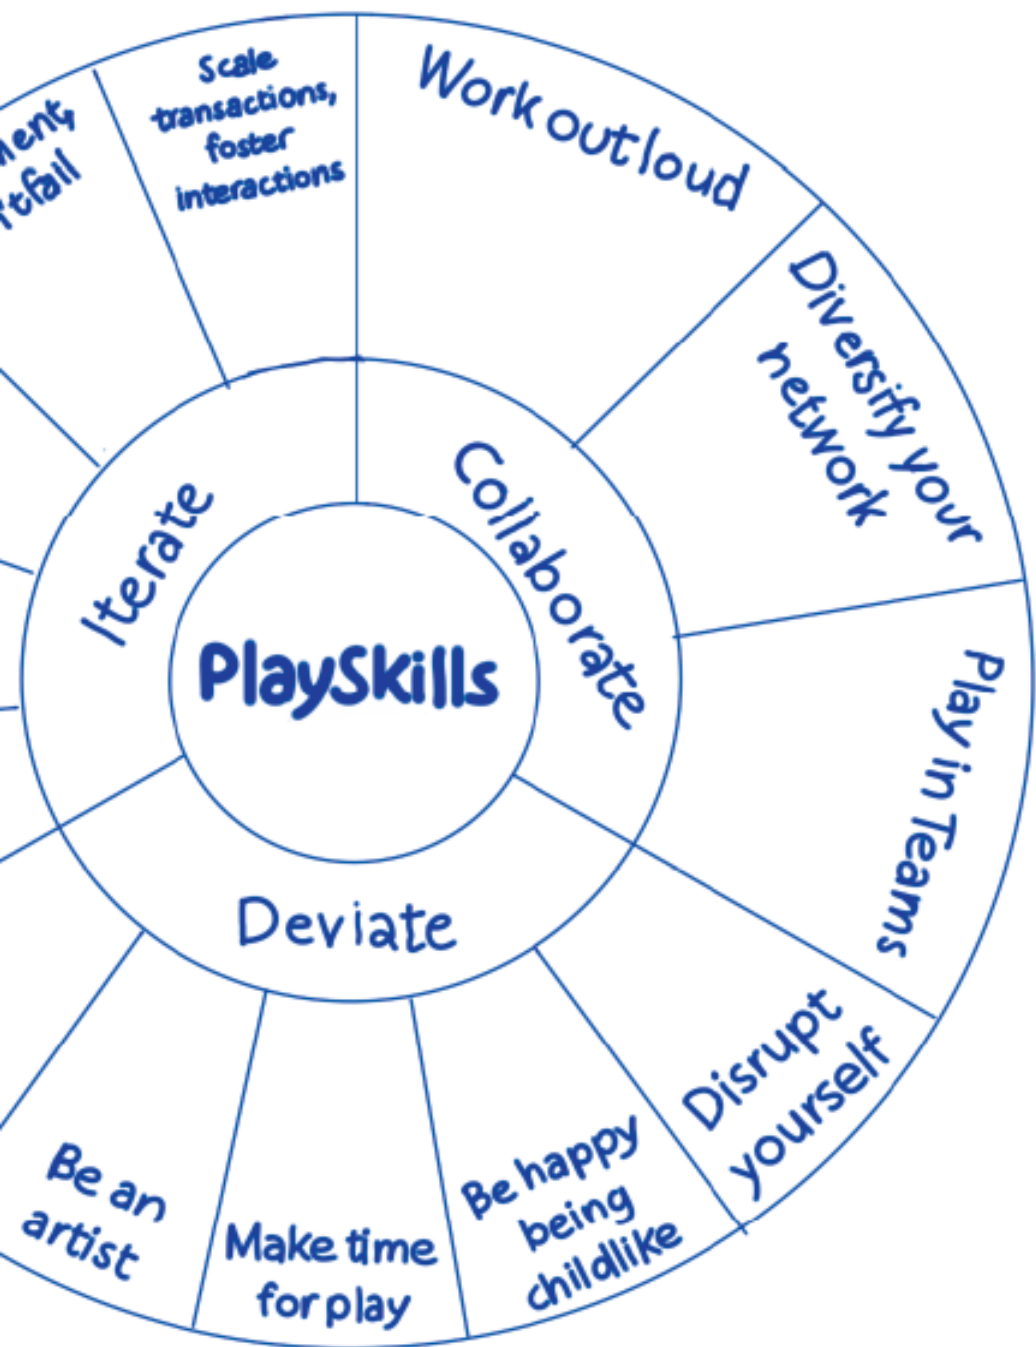 PlaySkills
Collaborate
Work out loud
Diversify your
network
Play in Teams
Deviate
Disrupt
yourself
Be happy
being
childlike
Make time
for play
Be an
artist
Iterate
Scale
transactions,
foster
interactions